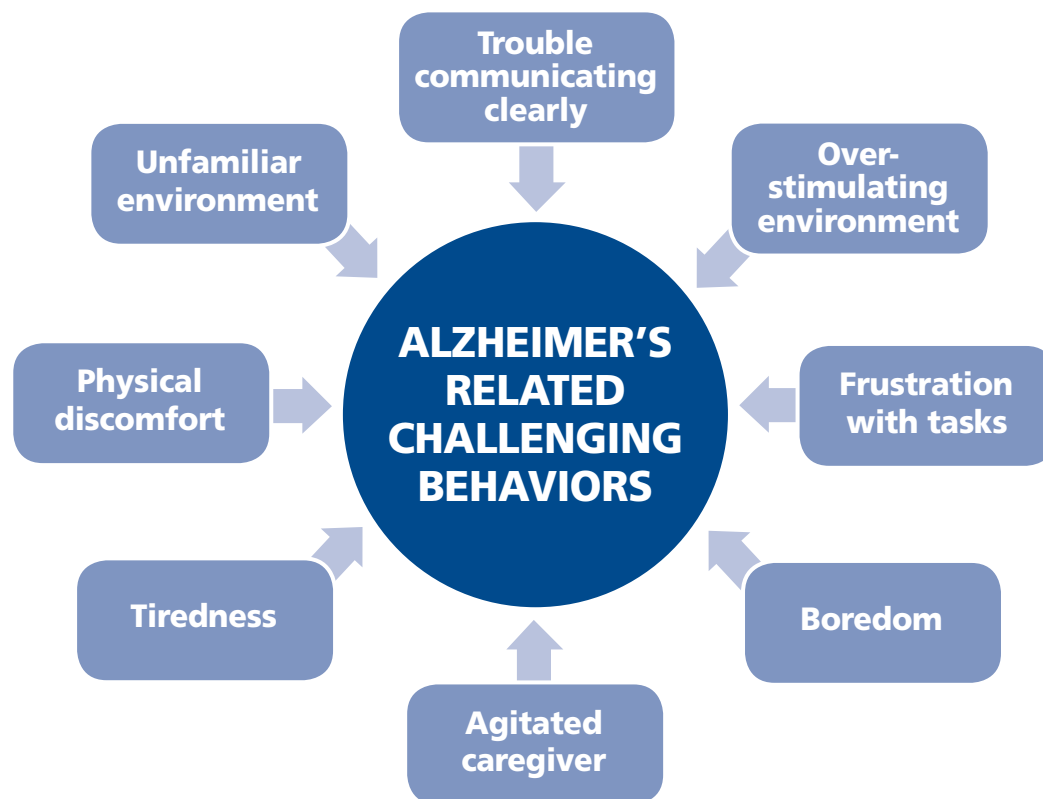 Trouble
communicating
clearly
Unfamiliar
environment
Over-
stimulating
environment
ALZHEIMER’S
RELATED
CHALLENGING
BEHAVIORS
Physical
discomfort
Frustration
with tasks
Tiredness
Boredom
Agitated
caregiver